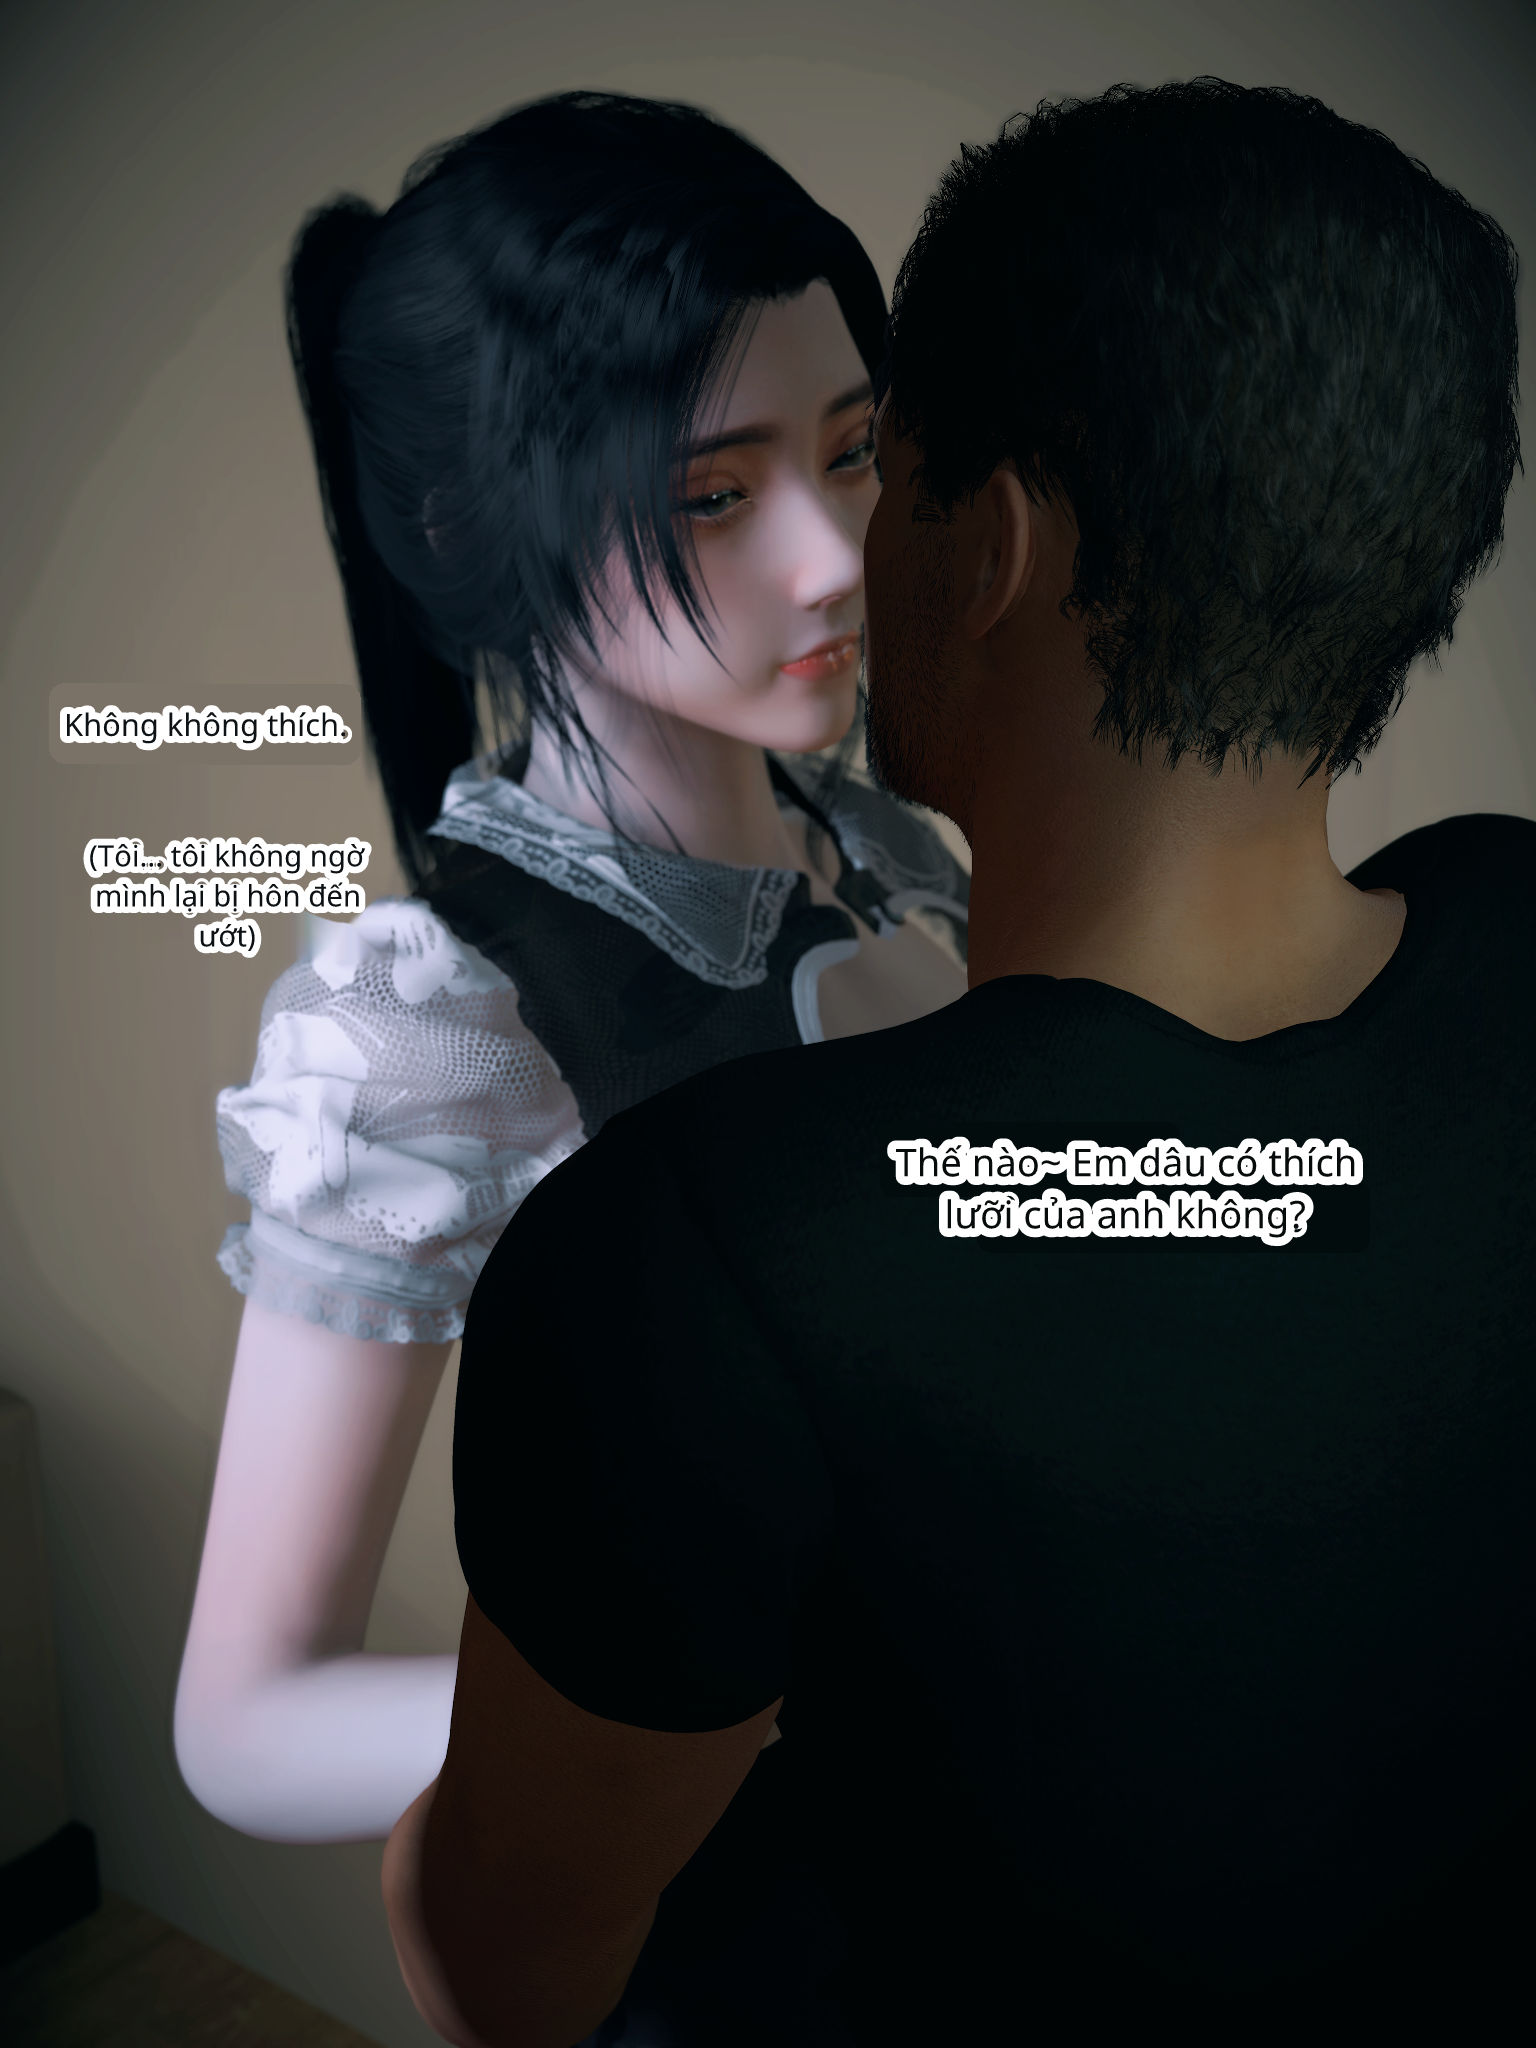 Không không thích.
(Tôi... tôi không ngờ
mình lại bị hôn đến
ướt)
Thế nào~ Em dâu có thích
lưỡi của anh không?